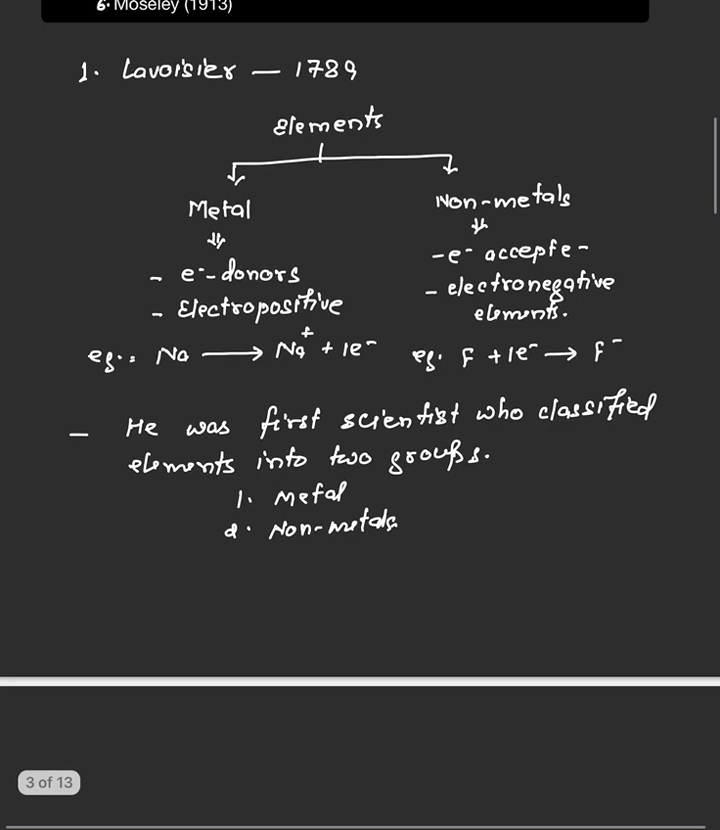 6. Moseley (1913)
1. Lavoisier — 1789
Elements
Metal
Non-metals
- e⁻-donors
- Electropositive
eg.: Na ⟶ Na⁺ + 1e⁻
- e⁻ accepte-
- electronegative
elements.
eg. F + 1e⁻ ⟶ F⁻
- He was first scientist who classified
elements into two groups.
1. Metal
2. Non-metals
3 of 13